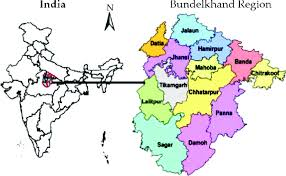 India
Bundelkhand Region
N
Jalaun
Datia
Hamirpur
Jhansi
Banda
Mahoba
Chitrakoot
Tikamgarh
Chhatarpur
Lalitpur
Panna
Sagar
Damoh